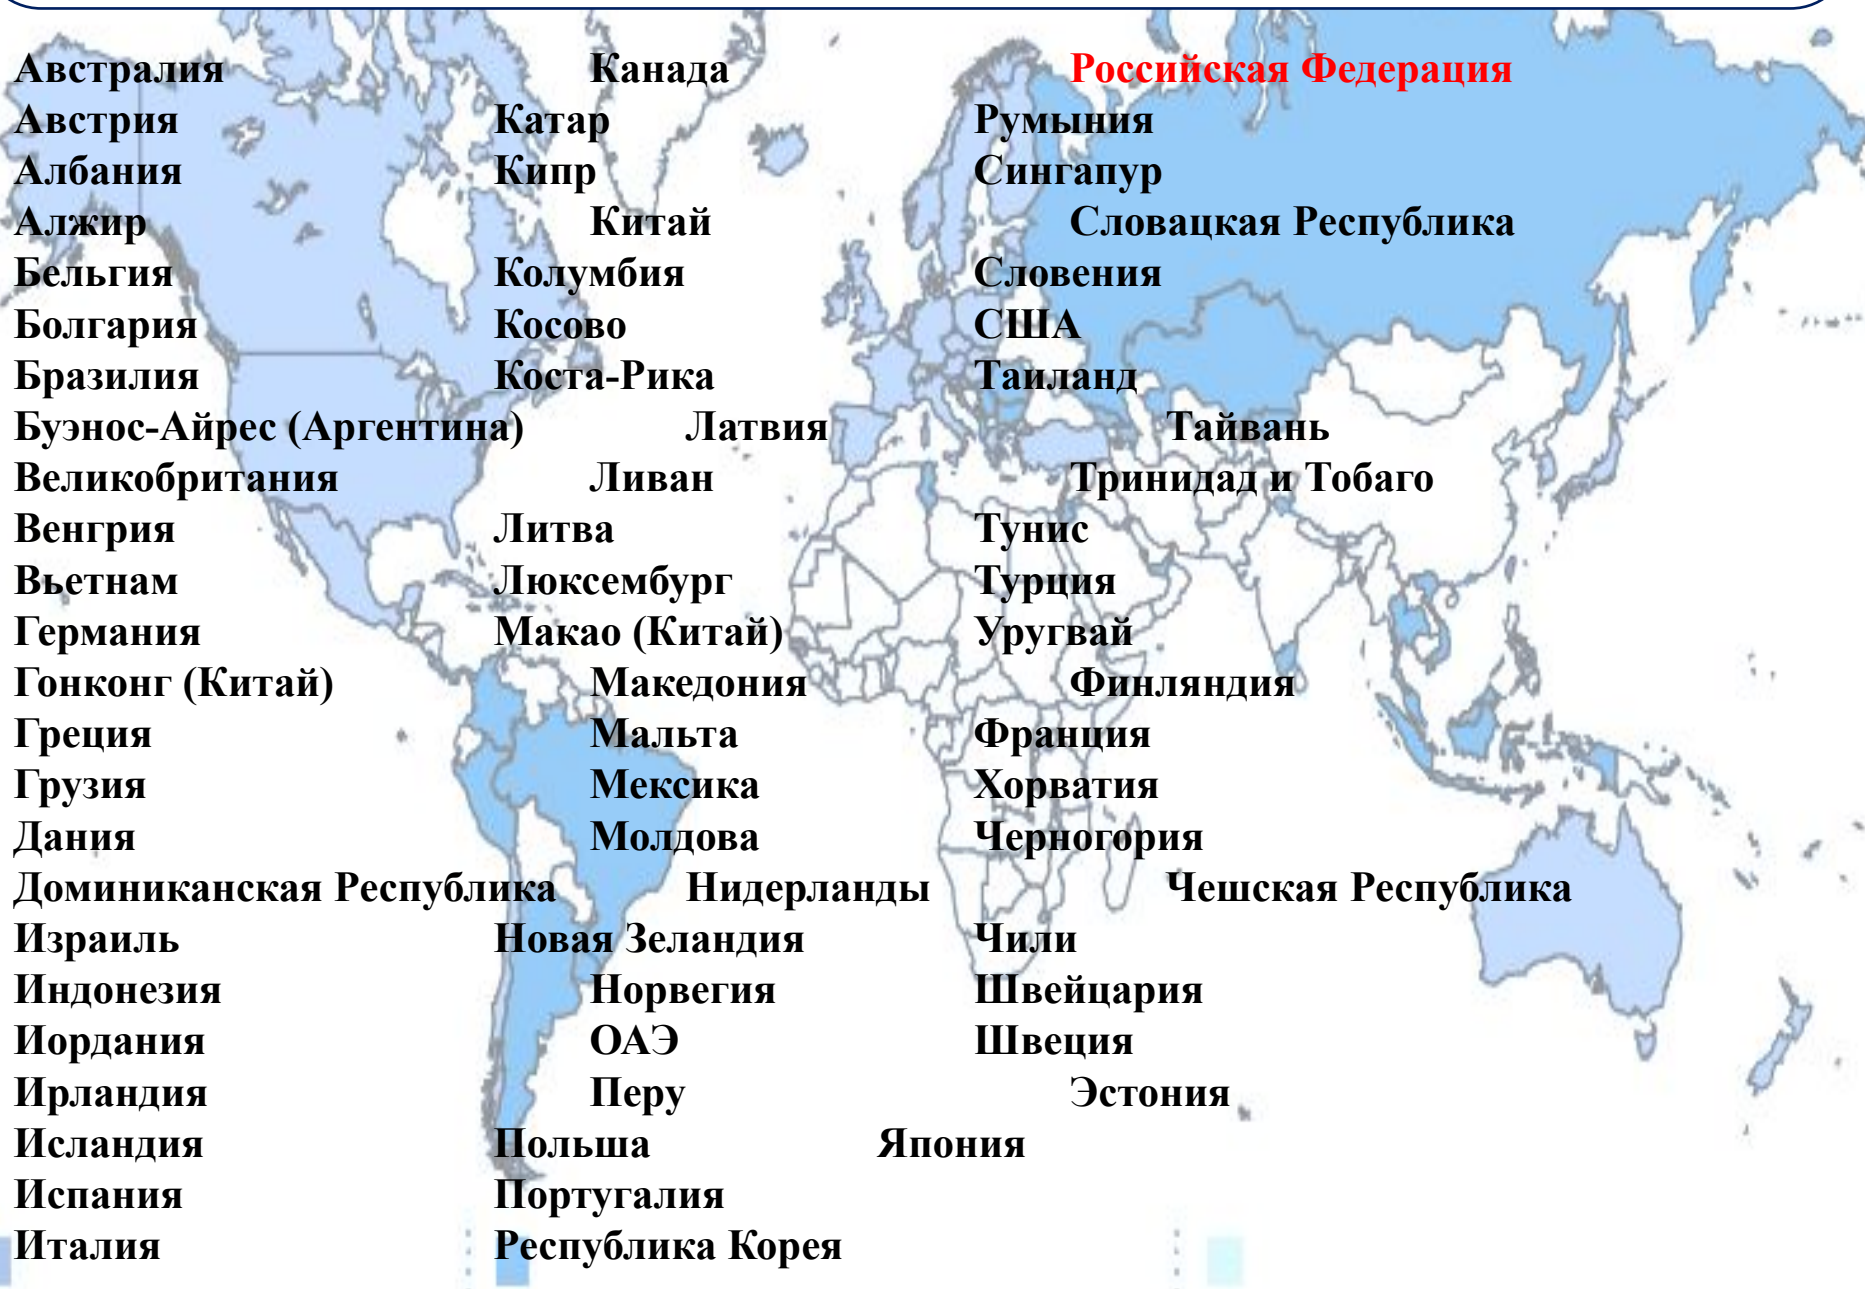 Австралия Канада Российская Федерация
Австрия Катар Румыния
Албания Кипр Сингапур
Алжир Китай Словацкая Республика
Бельгия Колумбия Словения
Болгария Косово США
Бразилия Коста-Рика Таиланд
Буэнос-Айрес (Аргентина) Латвия Тайвань
Великобритания Ливан Тринидад и Тобаго
Венгрия Литва Тунис
Вьетнам Люксембург Турция
Германия Макао (Китай) Уругвай
Гонконг (Китай) Македония Финляндия
Греция Мальта Франция
Грузия Мексика Хорватия
Дания Молдова Черногория
Доминиканская Республика Нидерланды Чешская Республика
Израиль Новая Зеландия Чили
Индонезия Норвегия Швейцария
Иордания ОАЭ Швеция
Ирландия Перу Эстония
Исландия Польша Япония
Испания Португалия
Италия Республика Корея